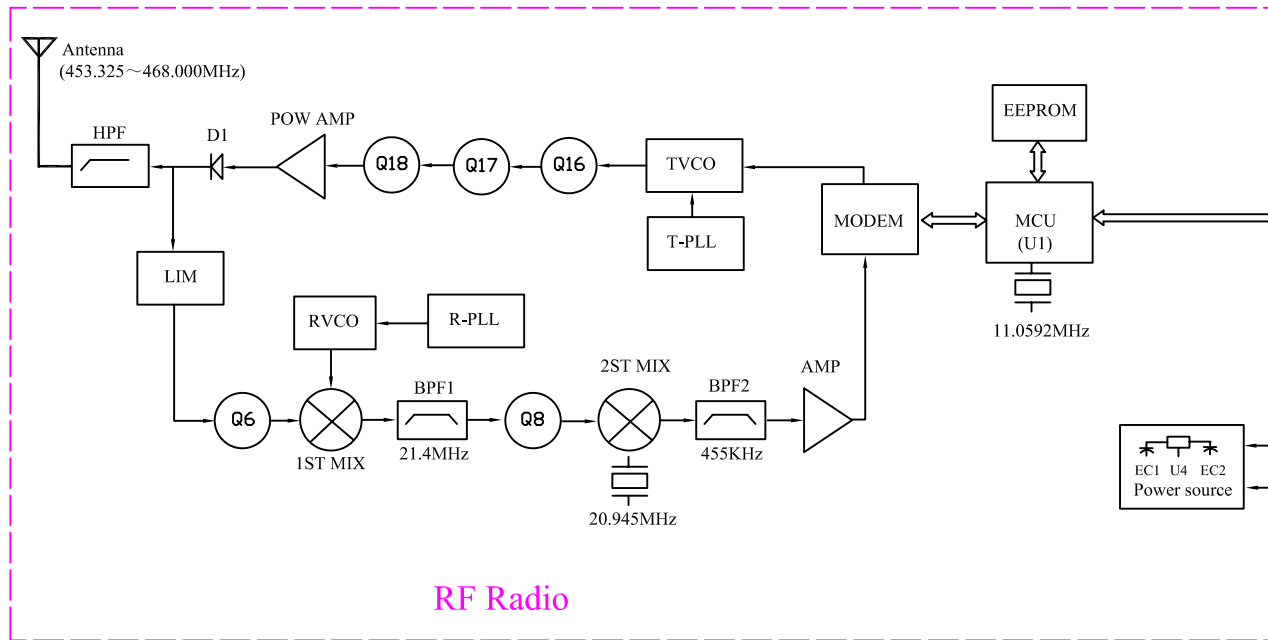 Antenna
(453.325～468.000MHz)
HPF
D1
POW AMP
Q18
Q17
Q16
TVCO
T-PLL
MODEM
EEPROM
MCU
(U1)
11.0592MHz
LIM
RVCO
R-PLL
Q6
1ST MIX
BPF1
21.4MHz
Q8
2ST MIX
20.945MHz
BPF2
455KHz
AMP
EC1 U4 EC2
Power source
RF Radio